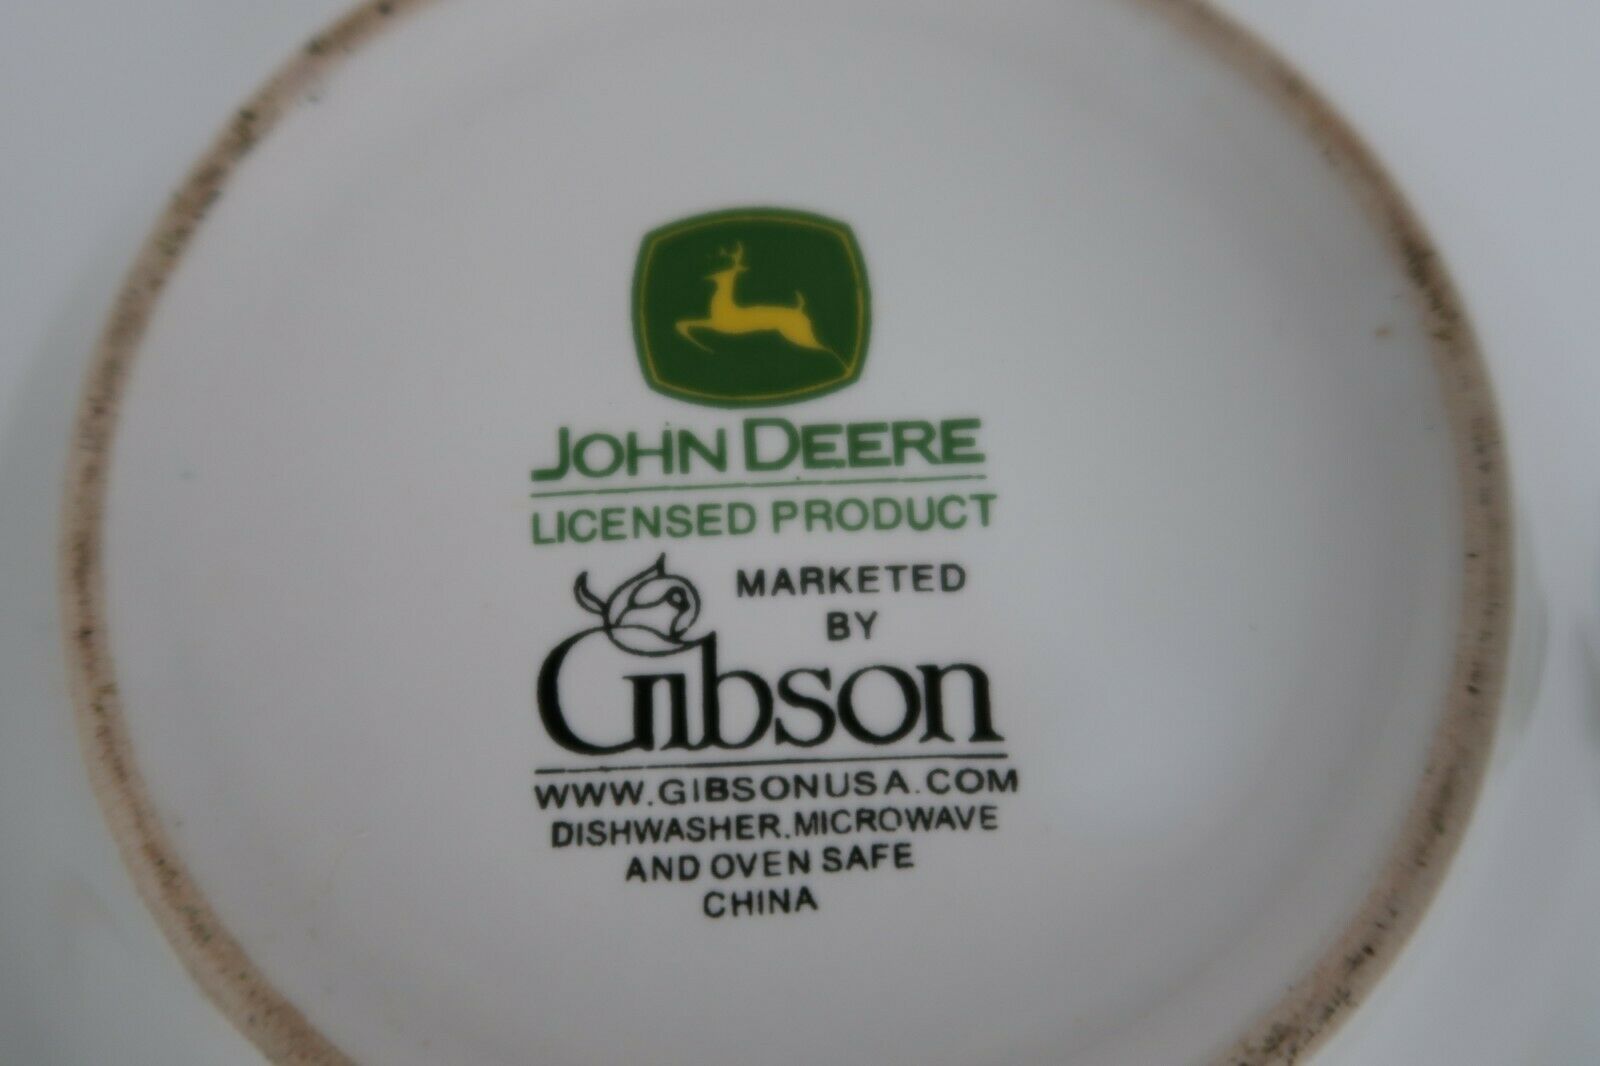 JOHN DEERE
LICENSED PRODUCT
MARKETED
BY
Gibson
WWW.GIBSONUSA.COM
DISHWASHER.MICROWAVE
AND OVEN SAFE
CHINA